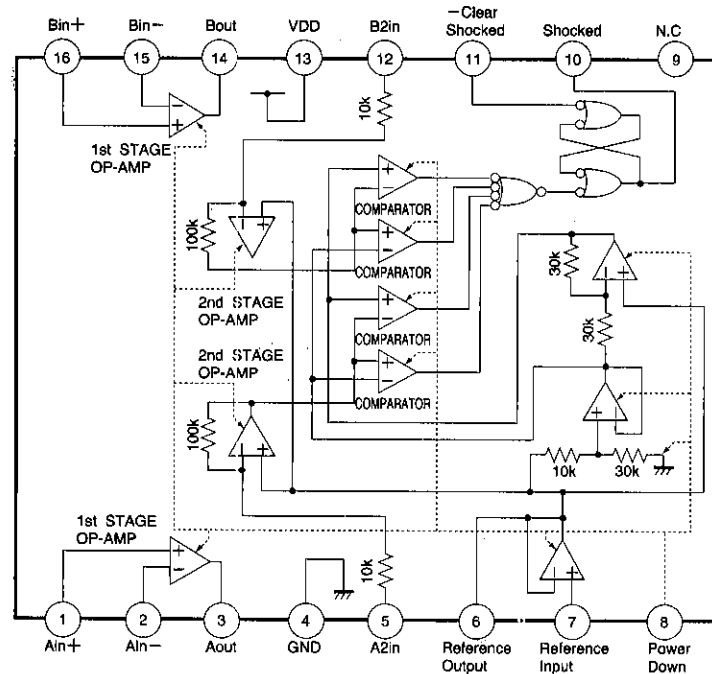 Bin+
Bin−
Bout
VDD
B2in
−Clear
Shocked
Shocked
N.C
16
15
14
13
12
11
10
9
10k
1st STAGE
OP-AMP
COMPARATOR
100k
COMPARATOR
30k
2nd STAGE
OP-AMP
COMPARATOR
30k
2nd STAGE
OP-AMP
COMPARATOR
100k
10k
30k
1st STAGE
OP-AMP
10k
1
2
3
4
5
6
7
8
AIn+
AIn−
Aout
GND
A2in
Reference
Output
Reference
Input
Power
Down